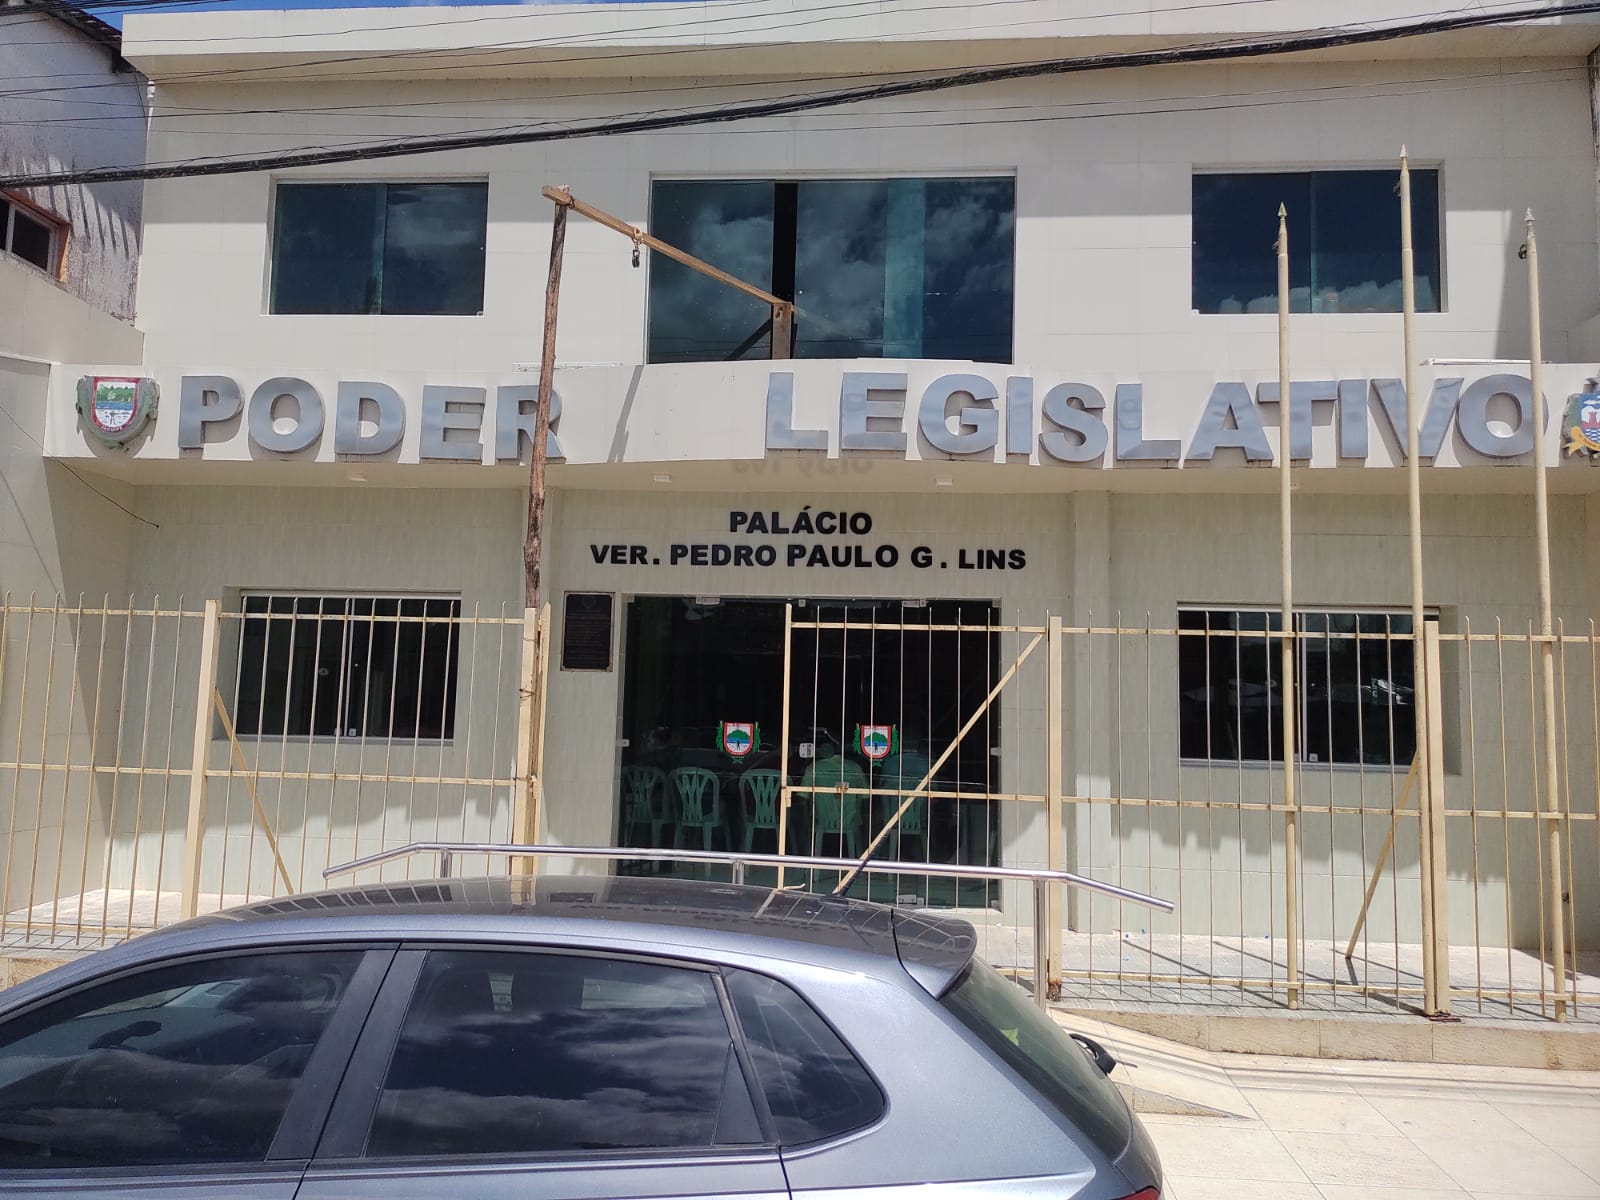 PODER LEGISLATIVO
PALÁCIO
VER. PEDRO PAULO G. LINS